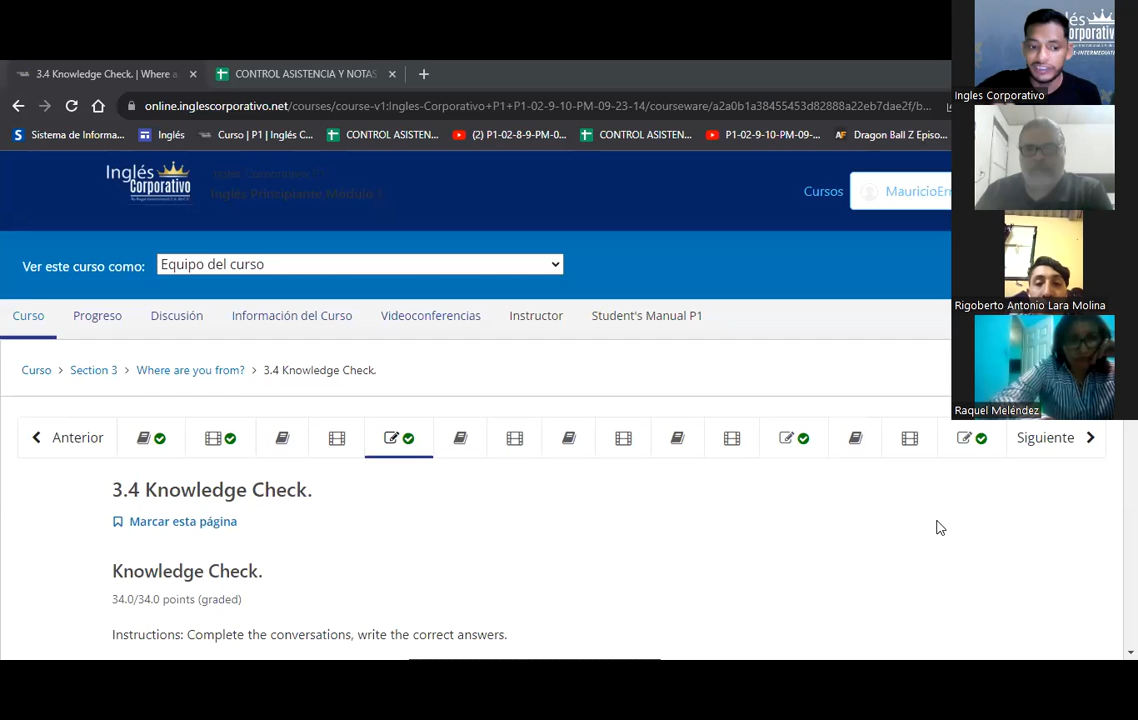 3.4 Knowledge Check. | Where a
CONTROL ASISTENCIA Y NOTAS
online.inglescorporativo.net/courses/course-v1:Ingles-Corporativo+P1+P1-02-9-10-PM-09-23-14/courseware/a2a0b1a38455453d82888a22eb7dae2f/b...
Sistema de Informa...
Inglés
Curso | P1 | Inglés C...
CONTROL ASISTEN...
(2) P1-02-8-9-PM-0...
CONTROL ASISTEN...
P1-02-9-10-PM-09-...
Dragon Ball Z Episo...
Inglés
Corporativo
Inglés Principiante Módulo 1
Cursos
MauricioErn
Ver este curso como:
Equipo del curso
Curso
Progreso
Discusión
Información del Curso
Videoconferencias
Instructor
Student's Manual P1
Curso > Section 3 > Where are you from? > 3.4 Knowledge Check.
Anterior
Siguiente
3.4 Knowledge Check.
Marcar esta página
Knowledge Check.
34.0/34.0 points (graded)
Instructions: Complete the conversations, write the correct answers.
Ingles Corporativo
Rigoberto Antonio Lara Molina
Raquel Meléndez